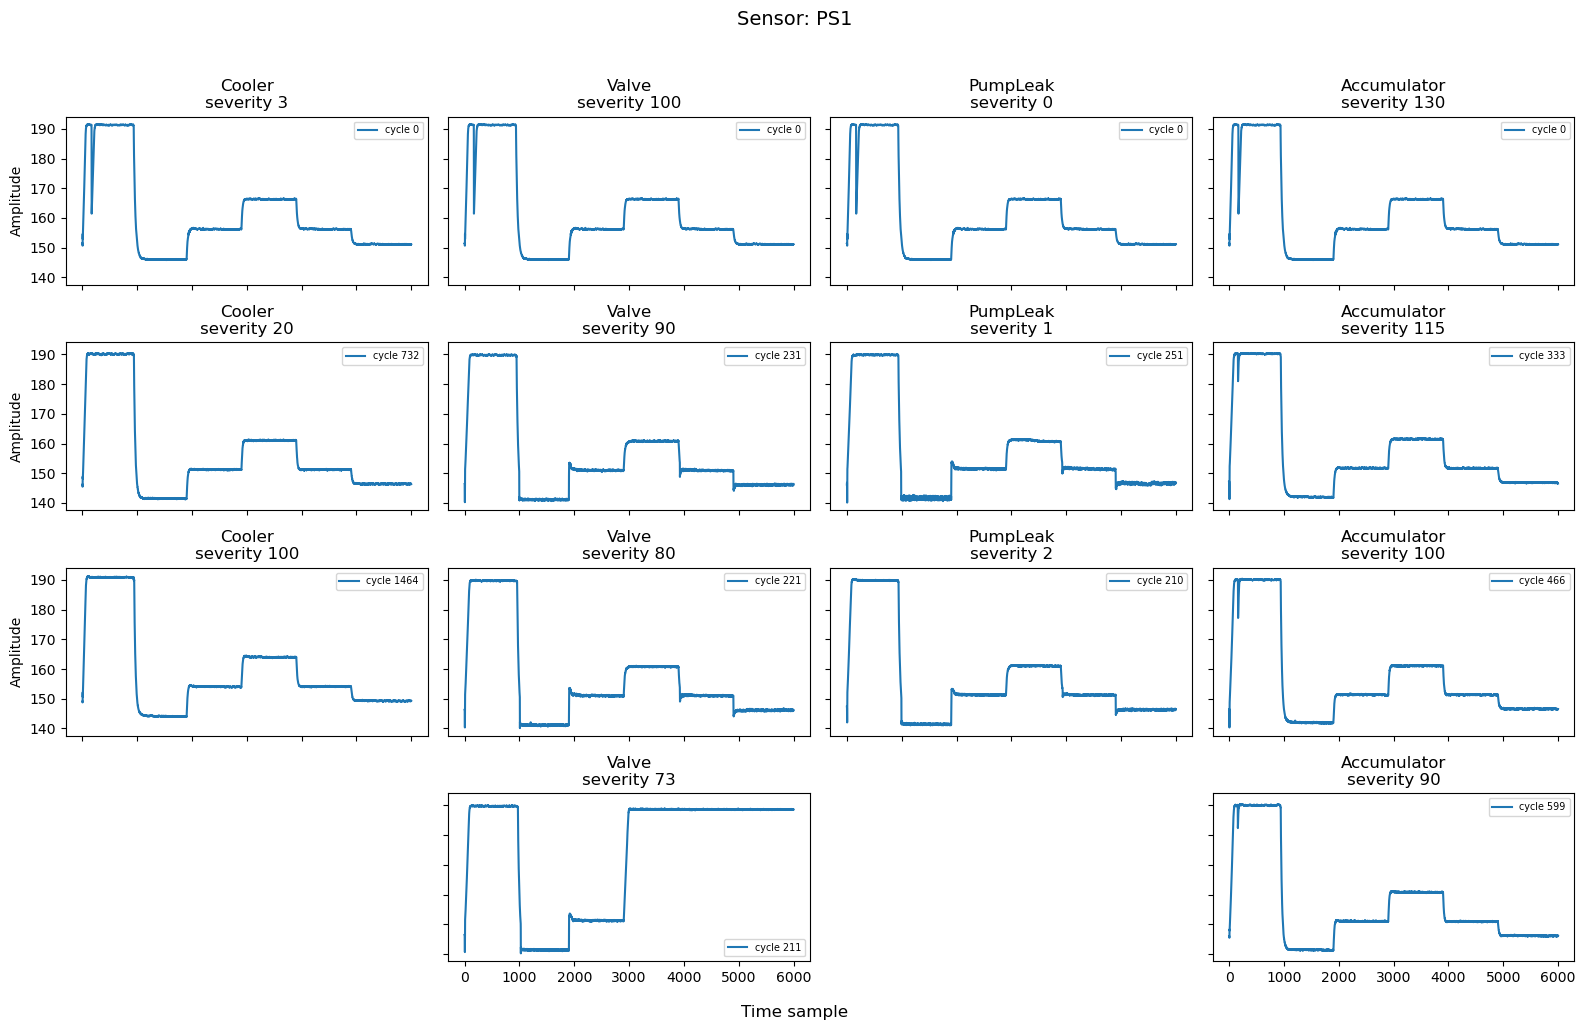 Sensor: PS1
Cooler
severity 3
Valve
severity 100
PumpLeak
severity 0
Accumulator
severity 130
190
180
170
160
150
140
Amplitude
cycle 0
cycle 0
cycle 0
cycle 0
Cooler
severity 20
Valve
severity 90
PumpLeak
severity 1
Accumulator
severity 115
190
180
170
160
150
140
Amplitude
cycle 732
cycle 231
cycle 251
cycle 333
Cooler
severity 100
Valve
severity 80
PumpLeak
severity 2
Accumulator
severity 100
190
180
170
160
150
140
Amplitude
cycle 1464
cycle 221
cycle 210
cycle 466
Valve
severity 73
Accumulator
severity 90
cycle 211
cycle 599
0 1000 2000 3000 4000 5000 6000
0 1000 2000 3000 4000 5000 6000
Time sample